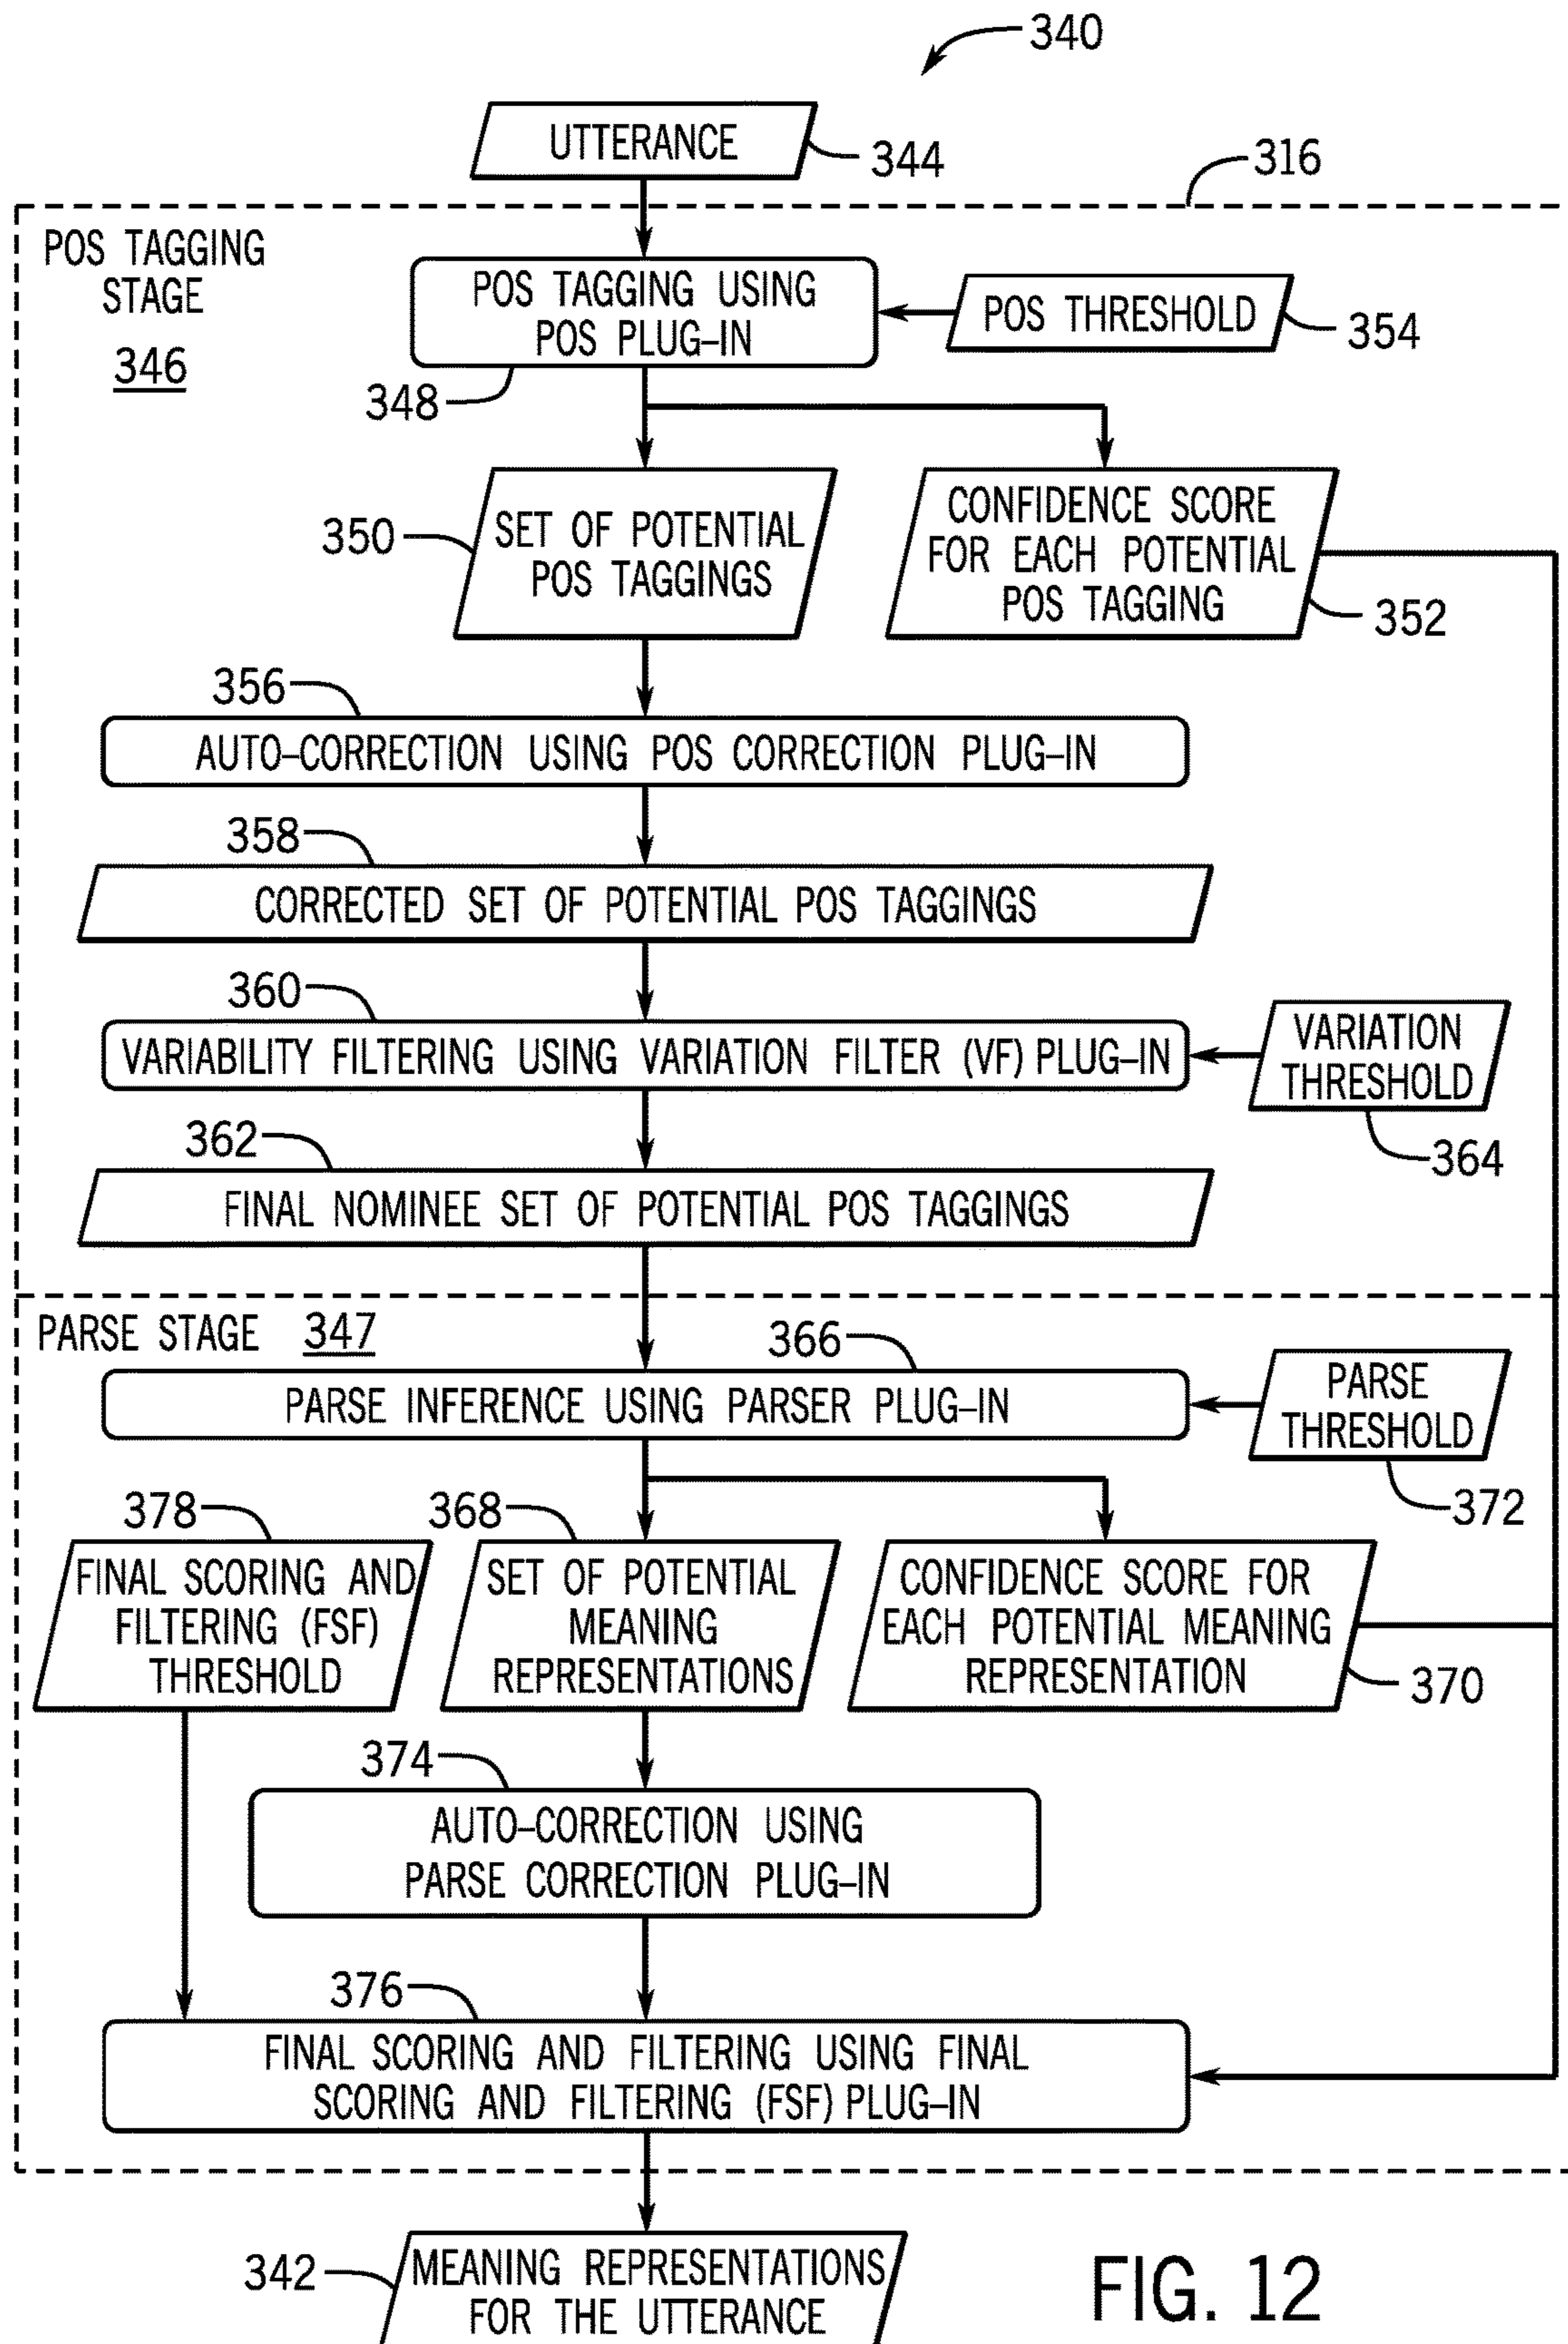 340
UTTERANCE
344
316
POS TAGGING
STAGE
346
POS TAGGING USING
POS PLUG-IN
348
POS THRESHOLD
354
350
SET OF POTENTIAL
POS TAGGINGS
CONFIDENCE SCORE
FOR EACH POTENTIAL
POS TAGGING
352
356
AUTO-CORRECTION USING POS CORRECTION PLUG-IN
358
CORRECTED SET OF POTENTIAL POS TAGGINGS
360
VARIABILITY FILTERING USING VARIATION FILTER (VF) PLUG-IN
VARIATION
THRESHOLD
364
362
FINAL NOMINEE SET OF POTENTIAL POS TAGGINGS
PARSE STAGE 347
366
PARSE INFERENCE USING PARSER PLUG-IN
PARSE
THRESHOLD
372
378
FINAL SCORING AND
FILTERING (FSF)
THRESHOLD
368
SET OF POTENTIAL
MEANING
REPRESENTATIONS
CONFIDENCE SCORE FOR
EACH POTENTIAL MEANING
REPRESENTATION
370
374
AUTO-CORRECTION USING
PARSE CORRECTION PLUG-IN
376
FINAL SCORING AND FILTERING USING FINAL
SCORING AND FILTERING (FSF) PLUG-IN
342
MEANING REPRESENTATIONS
FOR THE UTTERANCE
FIG. 12